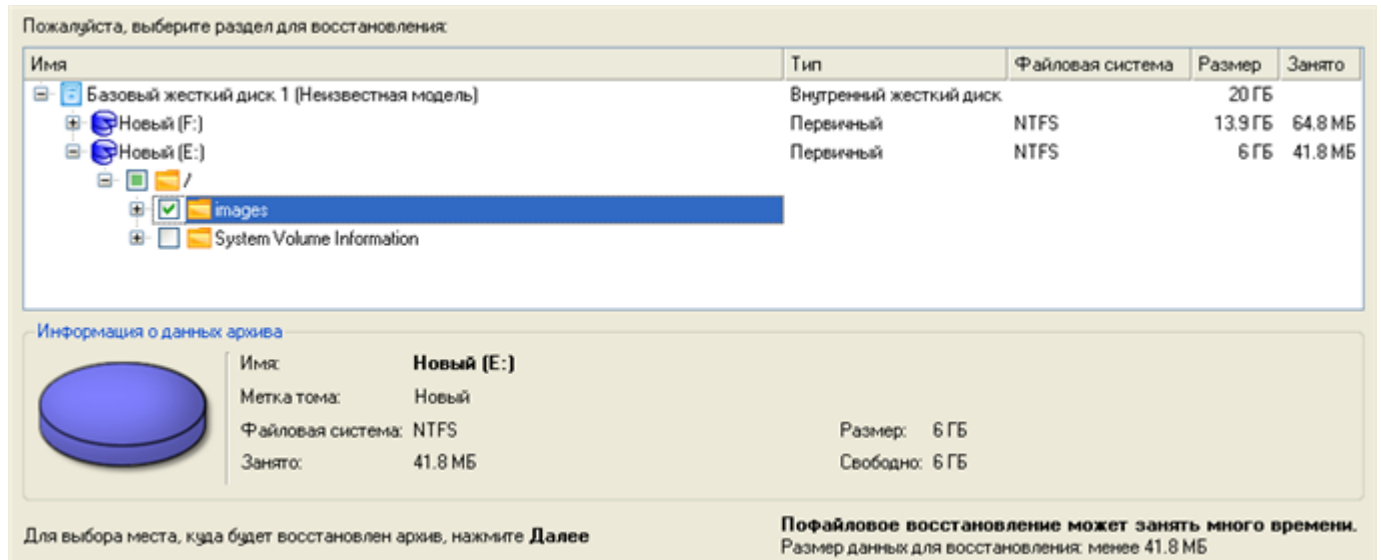 Пожалуйста, выберите раздел для восстановления:
Имя Тип Файловая система Размер Занято
Базовый жесткий диск 1 (Неизвестная модель) Внутренний жесткий диск 20 ГБ
Новый (F:) Первичный NTFS 13.9 ГБ 64.8 МБ
Новый (E:) Первичный NTFS 6 ГБ 41.8 МБ
/
images
System Volume Information
Информация о данных архива
Имя: Новый (E:)
Метка тома: Новый
Файловая система: NTFS Размер: 6 ГБ
Занято: 41.8 МБ Свободно: 6 ГБ
Для выбора места, куда будет восстановлен архив, нажмите Далее
Пофайловое восстановление может занять много времени.
Размер данных для восстановления: менее 41.8 МБ